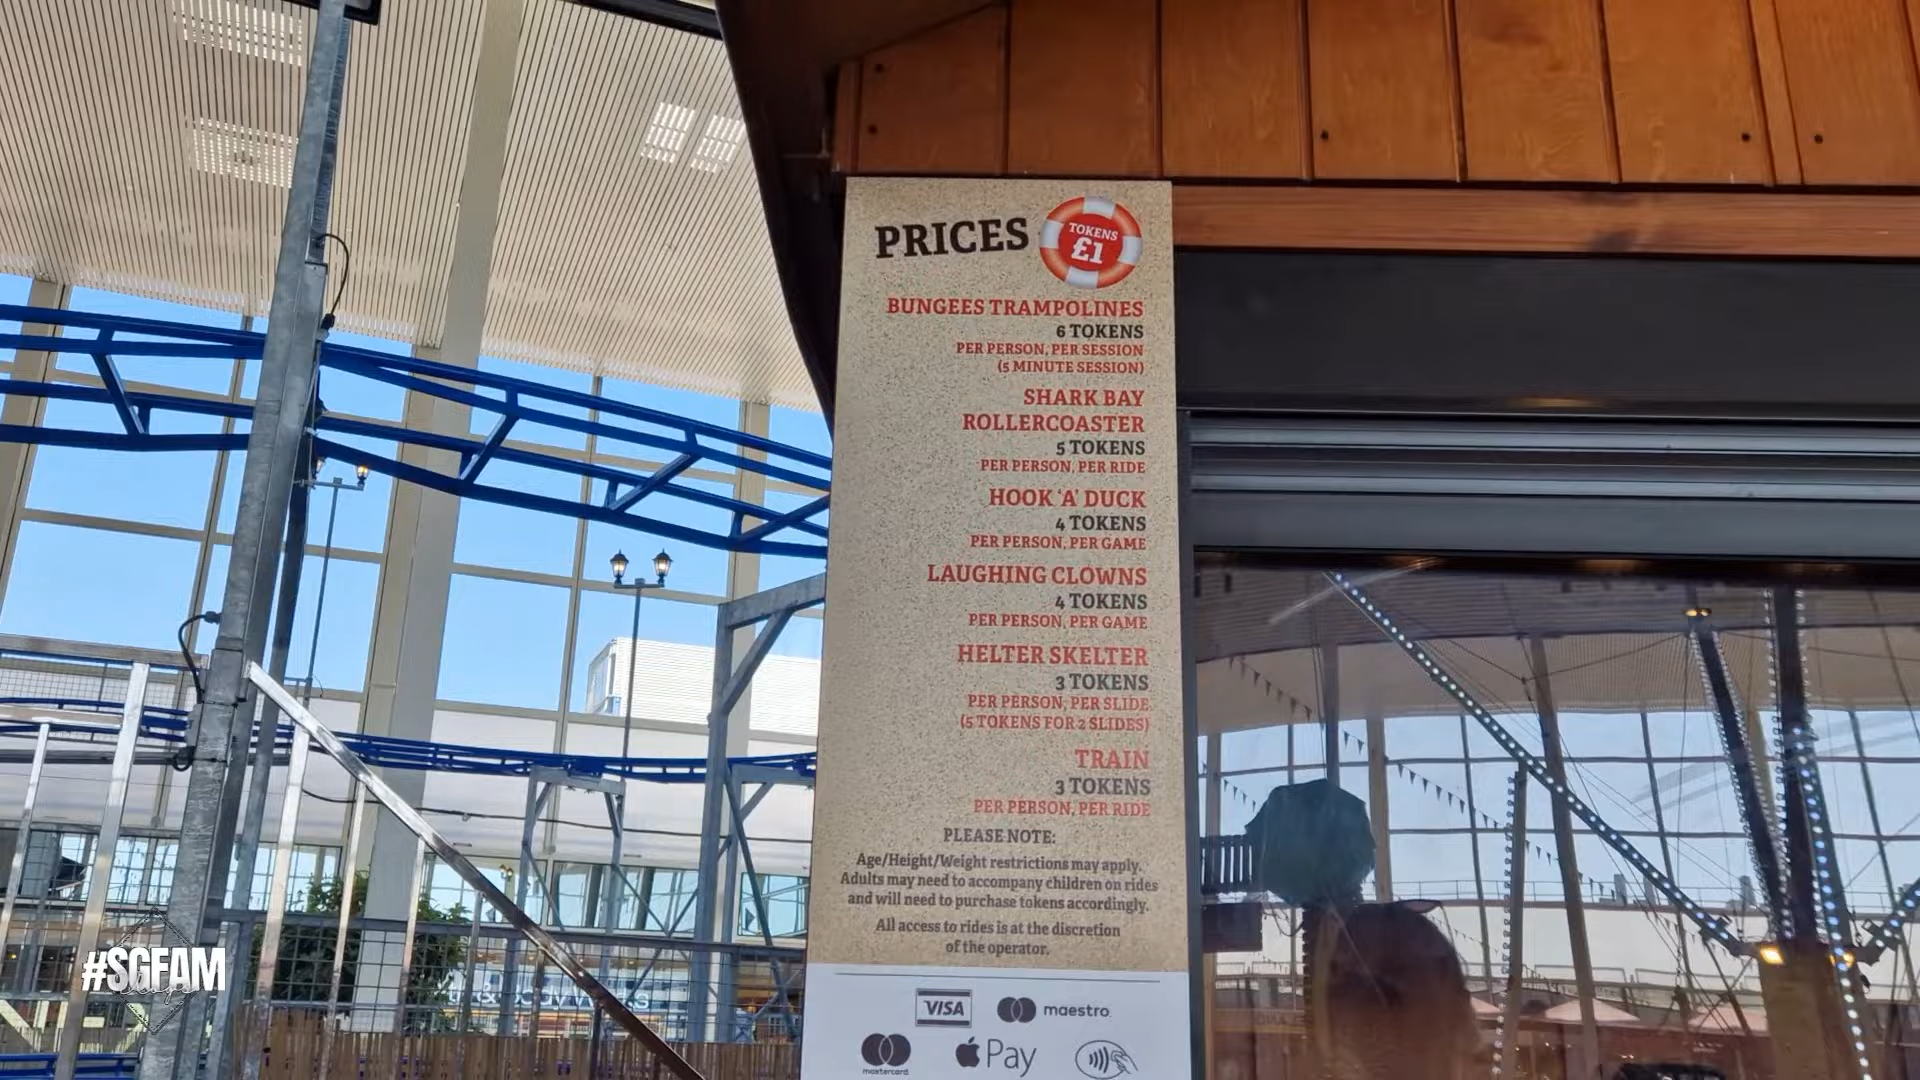 PRICES
TOKENS
£1
BUNGEES TRAMPOLINES
6 TOKENS
PER PERSON, PER SESSION
(5 MINUTE SESSION)
SHARK BAY
ROLLERCOASTER
5 TOKENS
PER PERSON, PER RIDE
HOOK 'A' DUCK
4 TOKENS
PER PERSON, PER GAME
LAUGHING CLOWNS
4 TOKENS
PER PERSON, PER GAME
HELTER SKELTER
3 TOKENS
PER PERSON, PER SLIDE
(5 TOKENS FOR 2 SLIDES)
TRAIN
3 TOKENS
PER PERSON, PER RIDE
PLEASE NOTE:
Age/Height/Weight restrictions may apply.
Adults may need to accompany children on rides
and will need to purchase tokens accordingly.
All access to rides is at the discretion
of the operator.
VISA
maestro
mastercard
Pay
#SGFAM